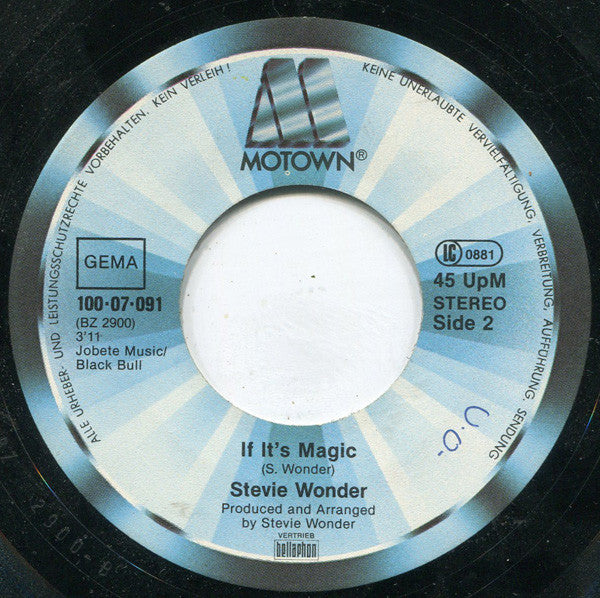 ALLE URHEBER- UND LEISTUNGSSCHUTZRECHTE VORBEHALTEN. KEIN VERLEIH! KEINE UNERLAUBTE VERVIELFÄLTIGUNG, VERBREITUNG, AUFFÜHRUNG, SENDUNG
MOTOWN®
GEMA
100·07·091
(BZ 2900)
3'11
Jobete Music/
Black Bull
LC 0881
45 UpM
STEREO
Side 2
If It's Magic
(S. Wonder)
Stevie Wonder
Produced and Arranged
by Stevie Wonder
VERTRIEB
bellaphon